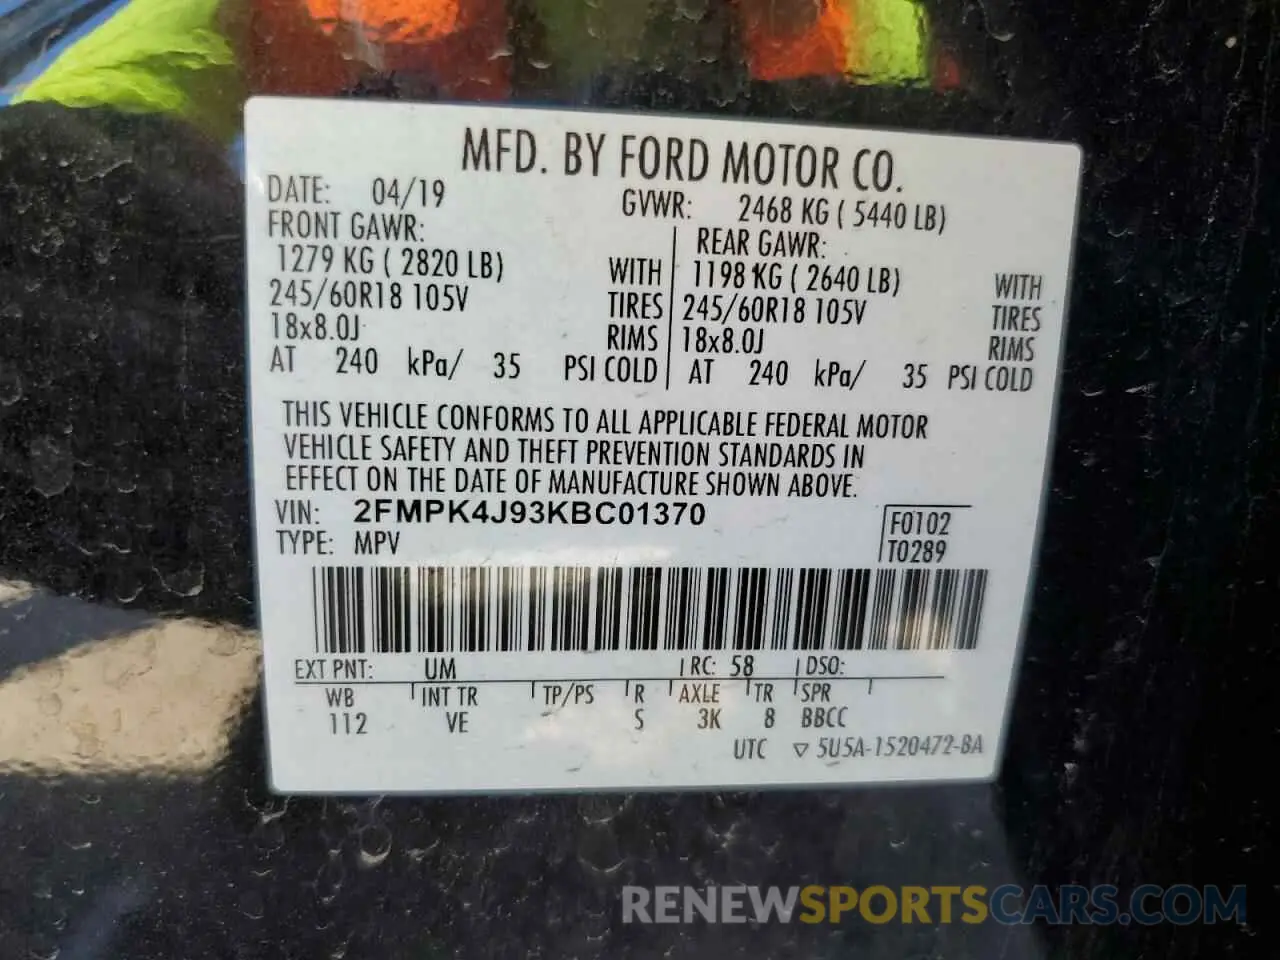 MFD. BY FORD MOTOR CO.
DATE: 04/19 GVWR: 2468 KG ( 5440 LB)
FRONT GAWR: REAR GAWR:
1279 KG ( 2820 LB) WITH 1198 KG ( 2640 LB) WITH
245/60R18 105V TIRES 245/60R18 105V TIRES
18x8.0J RIMS 18x8.0J RIMS
AT 240 kPa/ 35 PSI COLD AT 240 kPa/ 35 PSI COLD
THIS VEHICLE CONFORMS TO ALL APPLICABLE FEDERAL MOTOR
VEHICLE SAFETY AND THEFT PREVENTION STANDARDS IN
EFFECT ON THE DATE OF MANUFACTURE SHOWN ABOVE.
VIN: 2FMPK4J93KBC01370 F0102
TYPE: MPV T0289
EXT PNT: UM RC: 58 DSO:
WB INT TR TP/PS R AXLE TR SPR
112 VE S 3K 8 BBCC
UTC ▽ 5U5A-1520472-BA
RENEWSPORTSCARS.COM